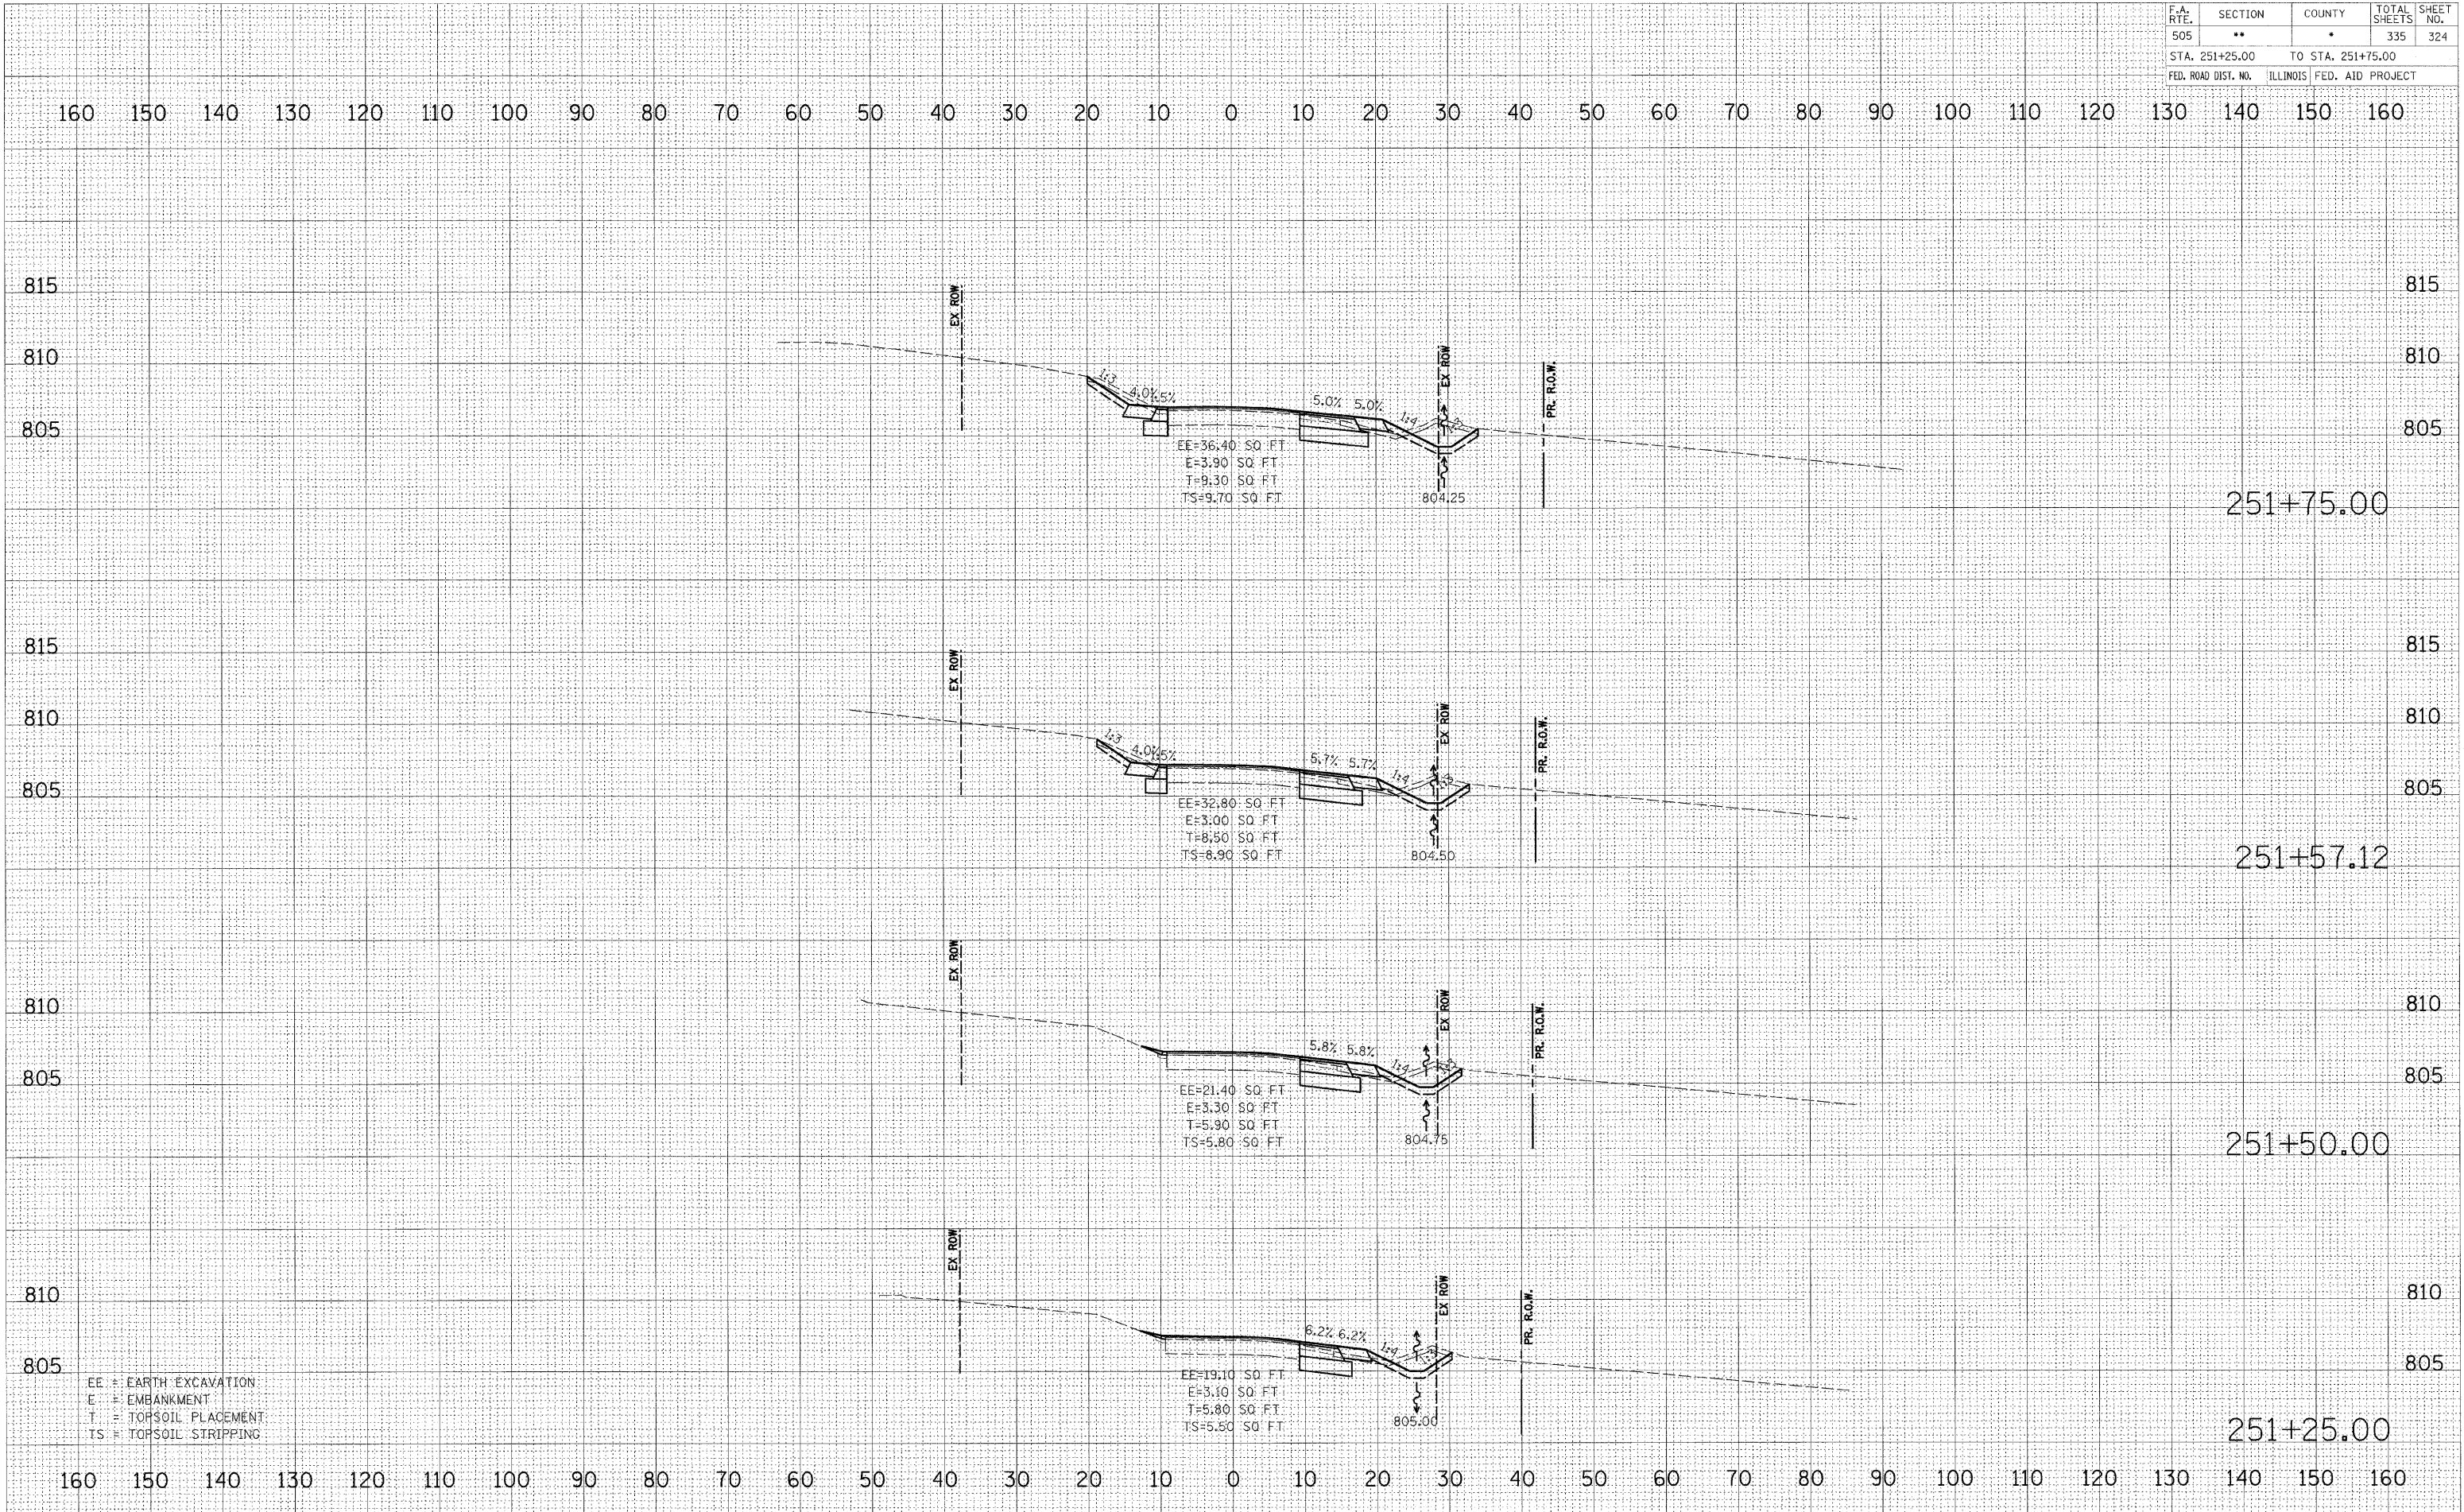 F.A. RTE. SECTION COUNTY TOTAL SHEETS SHEET NO.
505 ** * 335 324
STA. 251+25.00 TO STA. 251+75.00
FED. ROAD DIST. NO. ILLINOIS FED. AID PROJECT
160 150 140 130 120 110 100 90 80 70 60 50 40 30 20 10 0 10 20 30 40 50 60 70 80 90 100 110 120 130 140 150 160
815 EX ROW 815
810 EX ROW PR. R.O.W. 810
1:3 4.0% 5.0% 5.0% 1:4
805 805
EE=36.40 SQ FT
E=3.90 SQ FT
T=9.30 SQ FT
TS=9.70 SQ FT
804.25
251+75.00
815 EX ROW 815
810 EX ROW PR. R.O.W. 810
1:3 4.0% 5.7% 5.7% 1:4
805 805
EE=32.80 SQ FT
E=3.00 SQ FT
T=8.50 SQ FT
TS=8.90 SQ FT
804.50
251+57.12
EX ROW
810 EX ROW PR. R.O.W. 810
5.8% 5.8% 1:4
805 805
EE=21.40 SQ FT
E=3.30 SQ FT
T=5.90 SQ FT
TS=5.80 SQ FT
804.75
251+50.00
EX ROW
810 EX ROW PR. R.O.W. 810
6.2% 6.2% 1:4
805 805
EE=19.10 SQ FT
E=3.10 SQ FT
T=5.80 SQ FT
TS=5.50 SQ FT
805.00
251+25.00
EE = EARTH EXCAVATION
E = EMBANKMENT
T = TOPSOIL PLACEMENT
TS = TOPSOIL STRIPPING
160 150 140 130 120 110 100 90 80 70 60 50 40 30 20 10 0 10 20 30 40 50 60 70 80 90 100 110 120 130 140 150 160